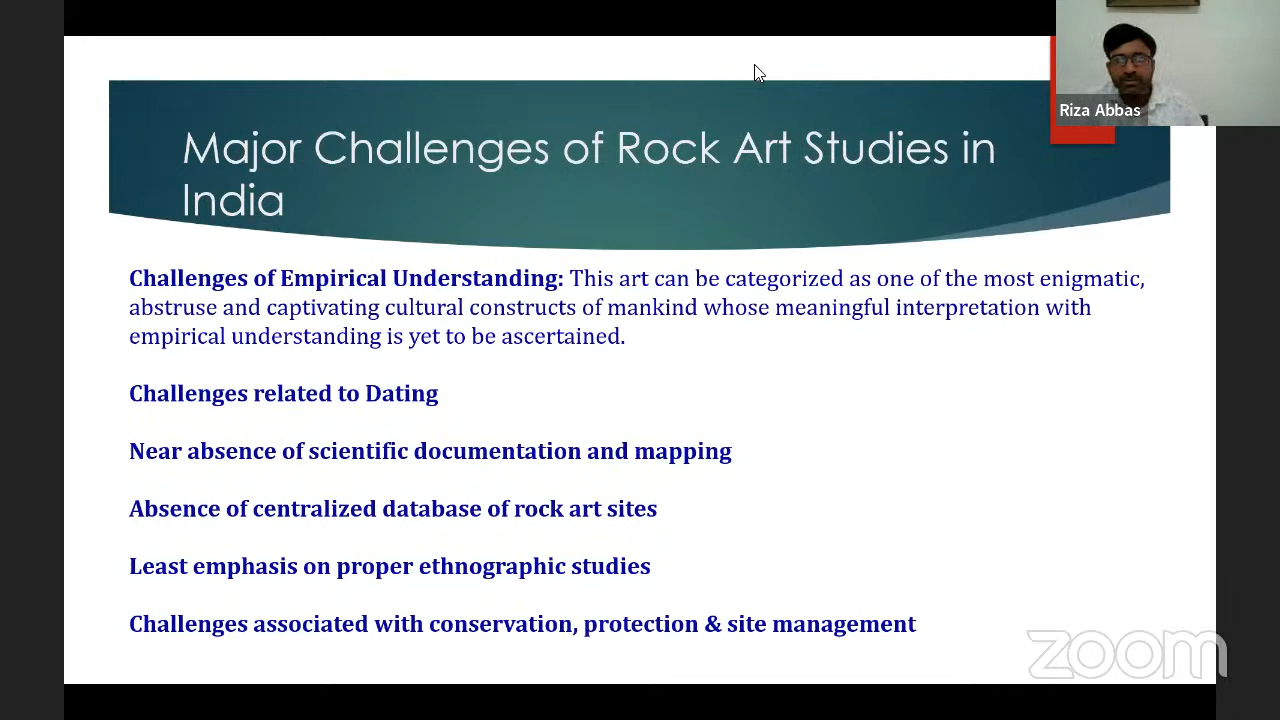 Riza Abbas
Major Challenges of Rock Art Studies in
India
Challenges of Empirical Understanding: This art can be categorized as one of the most enigmatic,
abstruse and captivating cultural constructs of mankind whose meaningful interpretation with
empirical understanding is yet to be ascertained.
Challenges related to Dating
Near absence of scientific documentation and mapping
Absence of centralized database of rock art sites
Least emphasis on proper ethnographic studies
Challenges associated with conservation, protection & site management
zoom